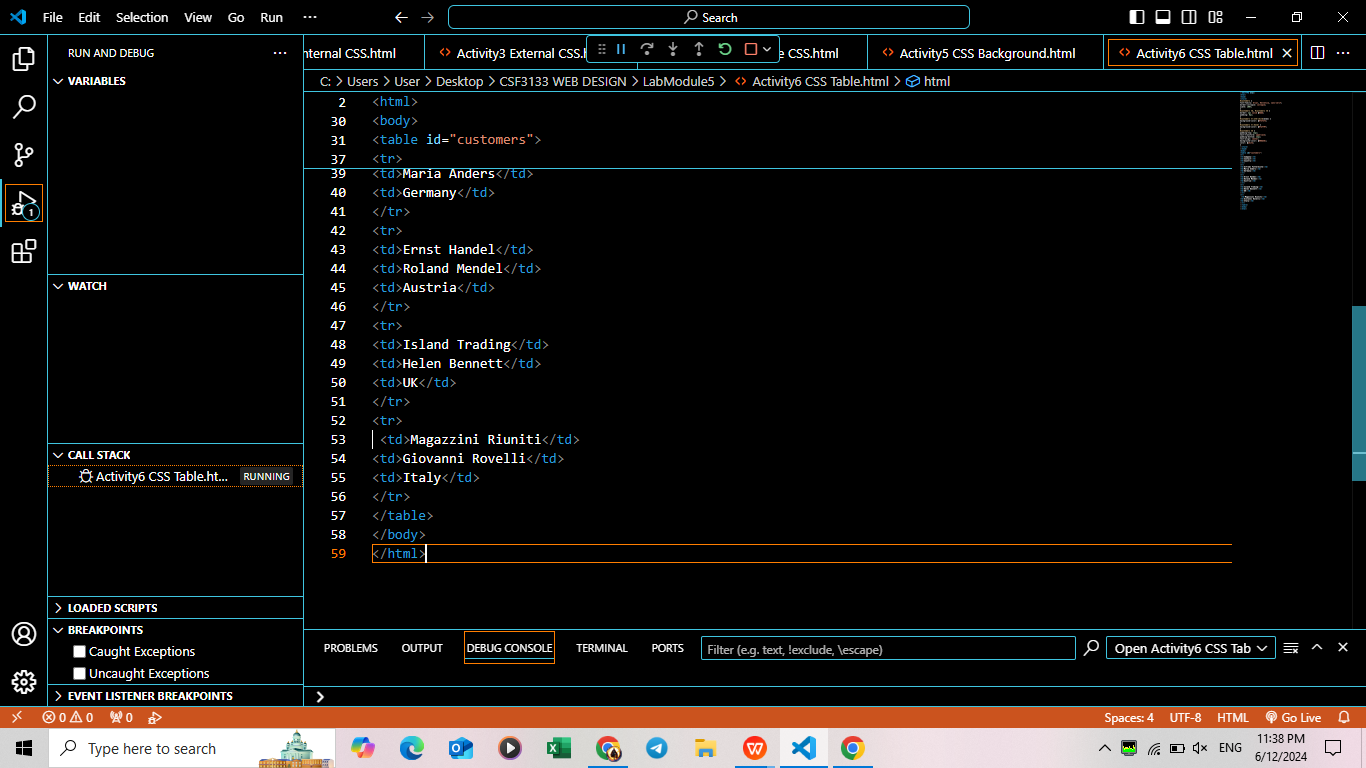 File Edit Selection View Go Run ··· Search
RUN AND DEBUG ···
nternal CSS.html Activity3 External CSS.h e CSS.html Activity5 CSS Background.html Activity6 CSS Table.html
C: > Users > User > Desktop > CSF3133 WEB DESIGN > LabModule5 > Activity6 CSS Table.html > html
VARIABLES
WATCH
CALL STACK
Activity6 CSS Table.ht... RUNNING
LOADED SCRIPTS
BREAKPOINTS
Caught Exceptions
Uncaught Exceptions
EVENT LISTENER BREAKPOINTS
1
2 <html>
30 <body>
31 <table id="customers">
37 <tr>
39 <td>Maria Anders</td>
40 <td>Germany</td>
41 </tr>
42 <tr>
43 <td>Ernst Handel</td>
44 <td>Roland Mendel</td>
45 <td>Austria</td>
46 </tr>
47 <tr>
48 <td>Island Trading</td>
49 <td>Helen Bennett</td>
50 <td>UK</td>
51 </tr>
52 <tr>
53 <td>Magazzini Riuniti</td>
54 <td>Giovanni Rovelli</td>
55 <td>Italy</td>
56 </tr>
57 </table>
58 </body>
59 </html>
PROBLEMS OUTPUT DEBUG CONSOLE TERMINAL PORTS Filter (e.g. text, !exclude, \escape) Open Activity6 CSS Tab
0 0 0 Spaces: 4 UTF-8 HTML Go Live
Type here to search ENG 11:38 PM
6/12/2024